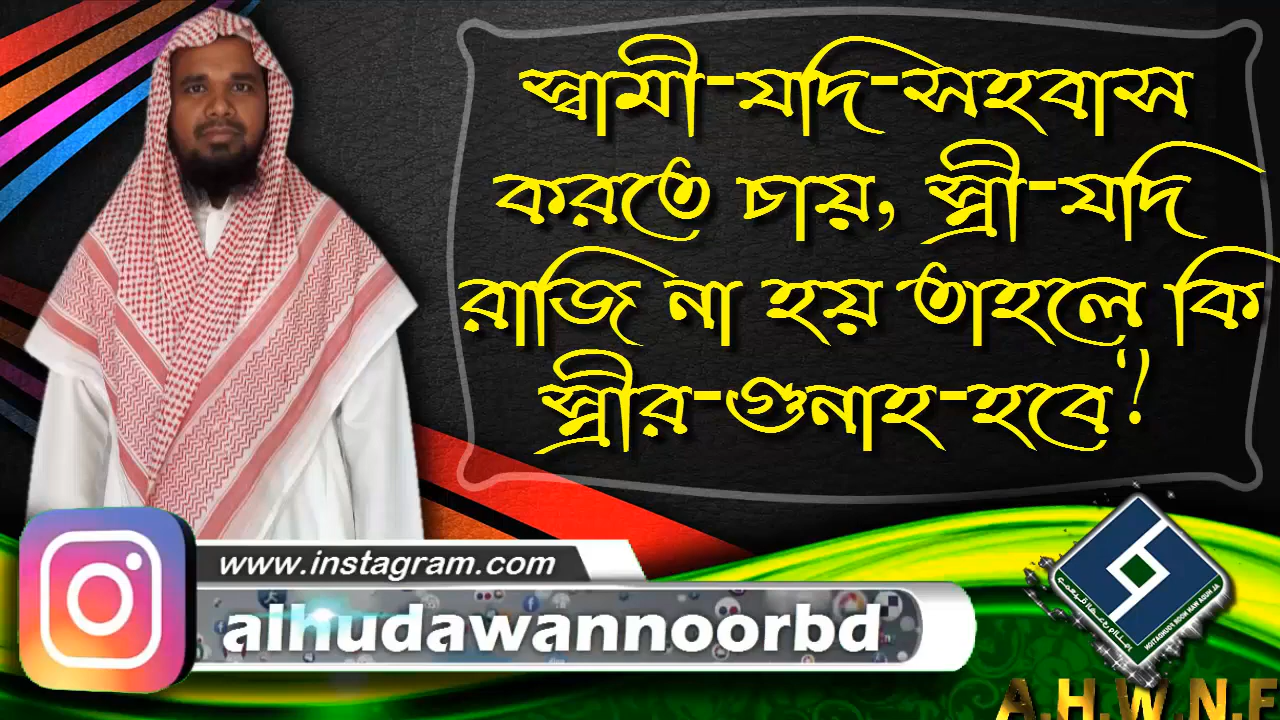 স্বামী-যদি-সহবাস
করতে চায়, স্ত্রী-যদি
রাজি না হয় তাহলে কি
স্ত্রীর-গুনাহ-হবে?
www.instagram.com
alhudawannoorbd
A.H.W.N.F